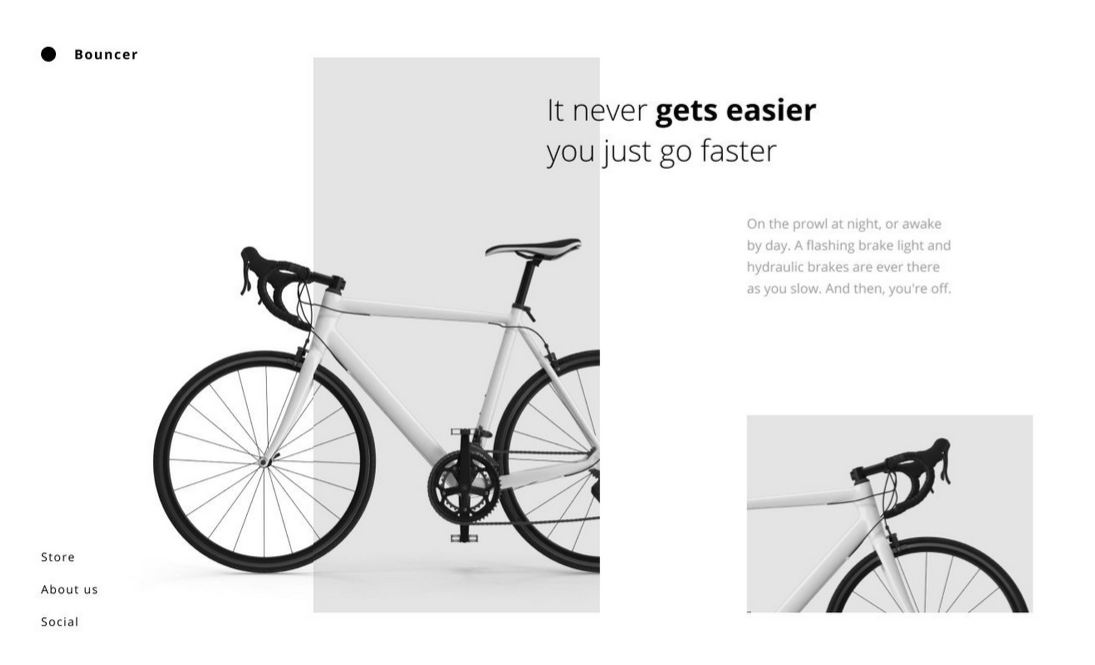 Bouncer
It never gets easier
you just go faster
On the prowl at night, or awake
by day. A flashing brake light and
hydraulic brakes are ever there
as you slow. And then, you're off.
Store
About us
Social